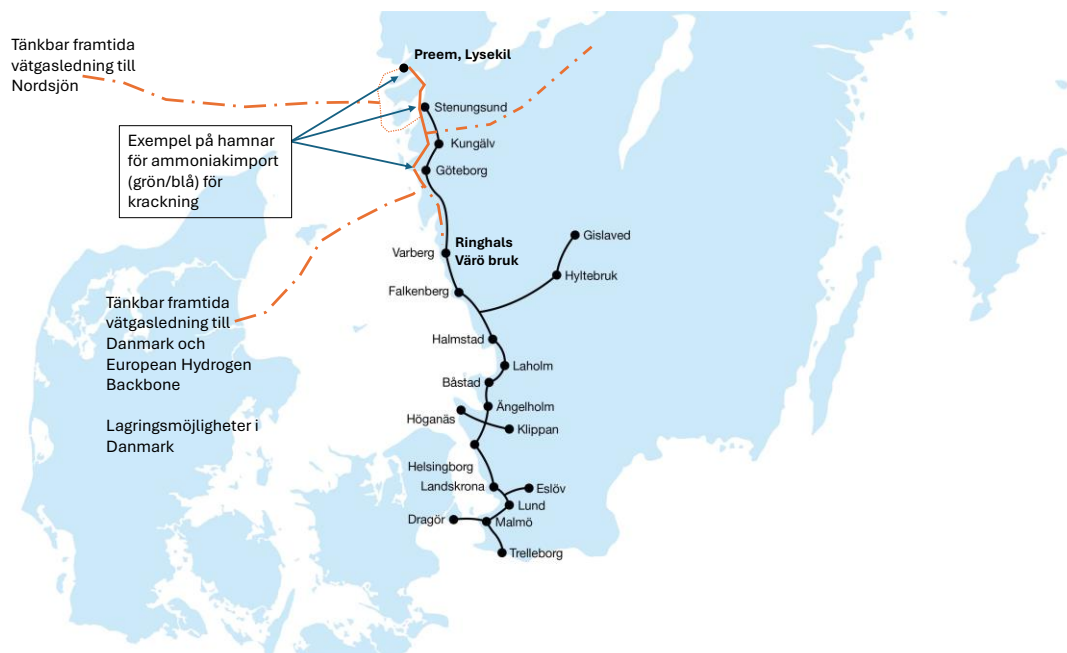 Tänkbar framtida
vätgasledning till
Nordsjön
Preem, Lysekil
Stenungsund
Exempel på hamnar
för ammoniakimport
(grön/blå) för
krackning
Kungälv
Göteborg
Ringhals
Värö bruk
Varberg
Gislaved
Hyltebruk
Falkenberg
Tänkbar framtida
vätgasledning till
Danmark och
European Hydrogen
Backbone
Lagringsmöjligheter i
Danmark
Halmstad
Laholm
Båstad
Ängelholm
Höganäs
Klippan
Helsingborg
Landskrona
Eslöv
Lund
Dragör
Malmö
Trelleborg